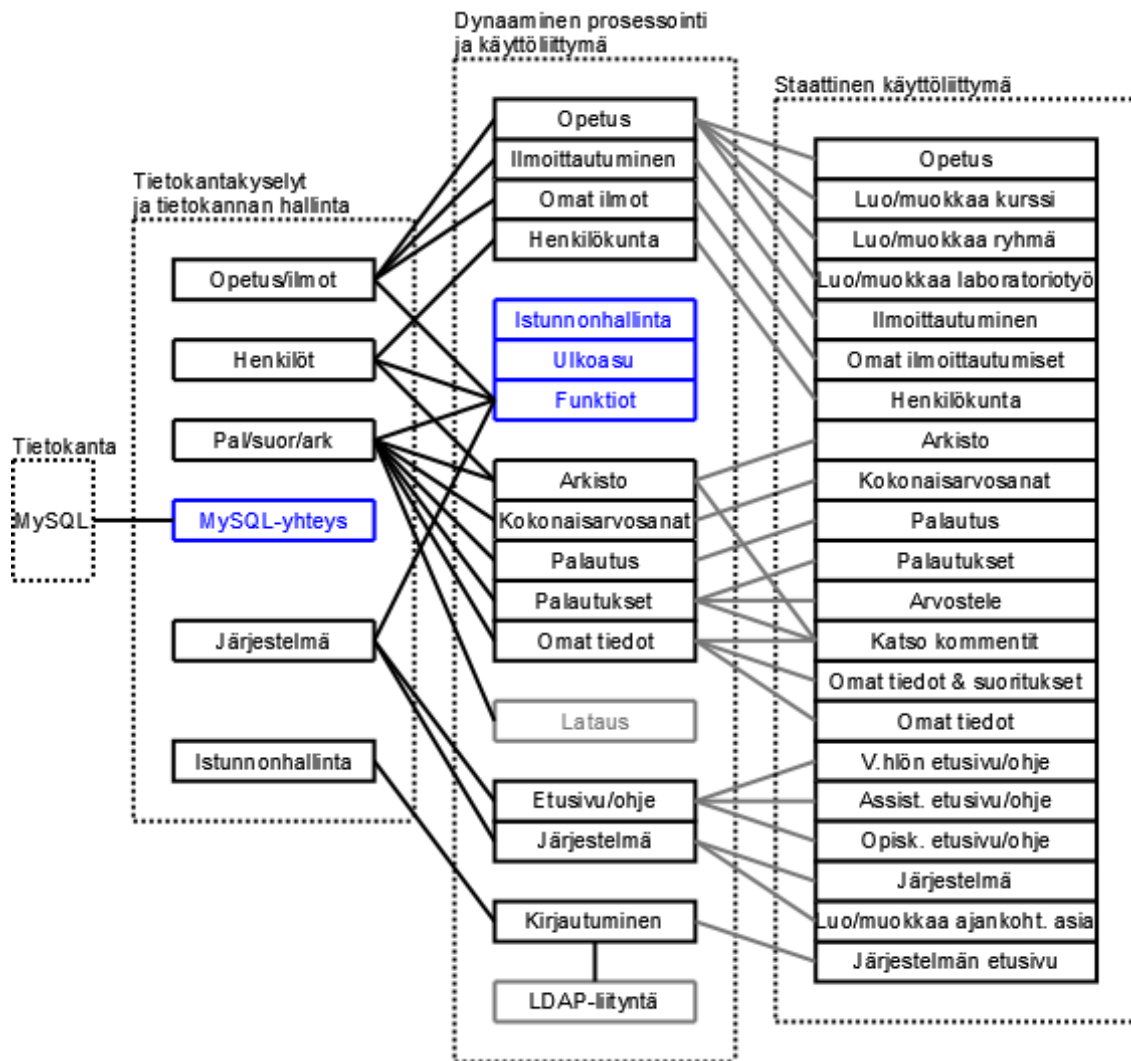 Tietokanta
MySQL
Tietokantakyselyt
ja tietokannan hallinta
Opetus/ilmot
Henkilöt
Pal/suor/ark
MySQL-yhteys
Järjestelmä
Istunnonhallinta
Dynaaminen prosessointi
ja käyttöliittymä
Opetus
Ilmoittautuminen
Omat ilmot
Henkilökunta
Istunnonhallinta
Ulkoasu
Funktiot
Arkisto
Kokonaisarvosanat
Palautus
Palautukset
Omat tiedot
Lataus
Etusivu/ohje
Järjestelmä
Kirjautuminen
LDAP-liityntä
Staattinen käyttöliittymä
Opetus
Luo/muokkaa kurssi
Luo/muokkaa ryhmä
Luo/muokkaa laboratoriotyö
Ilmoittautuminen
Omat ilmoittautumiset
Henkilökunta
Arkisto
Kokonaisarvosanat
Palautus
Palautukset
Arvostele
Katso kommentit
Omat tiedot & suoritukset
Omat tiedot
V.hlön etusivu/ohje
Assist. etusivu/ohje
Opisk. etusivu/ohje
Järjestelmä
Luo/muokkaa ajankoht. asia
Järjestelmän etusivu